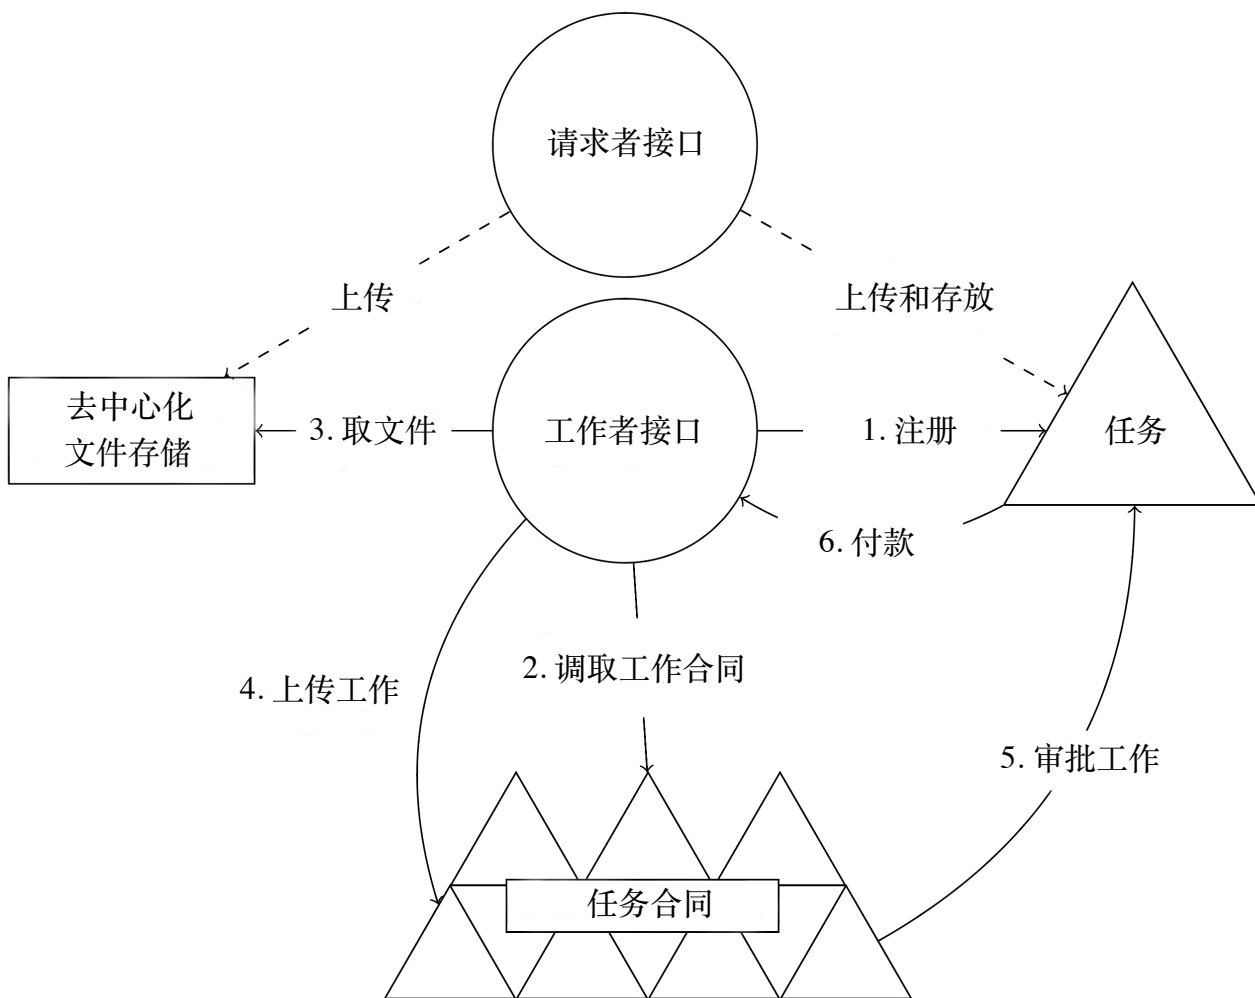 请求者接口
上传
上传和存放
去中心化
文件存储
3. 取文件
工作者接口
1. 注册
任务
6. 付款
2. 调取工作合同
4. 上传工作
5. 审批工作
任务合同